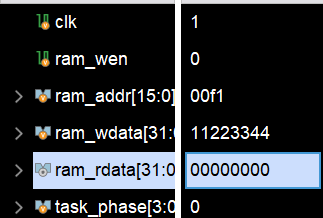 clk 1
ram_wen 0
ram_addr[15:0] 00f1
ram_wdata[31:0 11223344
ram_rdata[31:0 00000000
task_phase[3:0 0